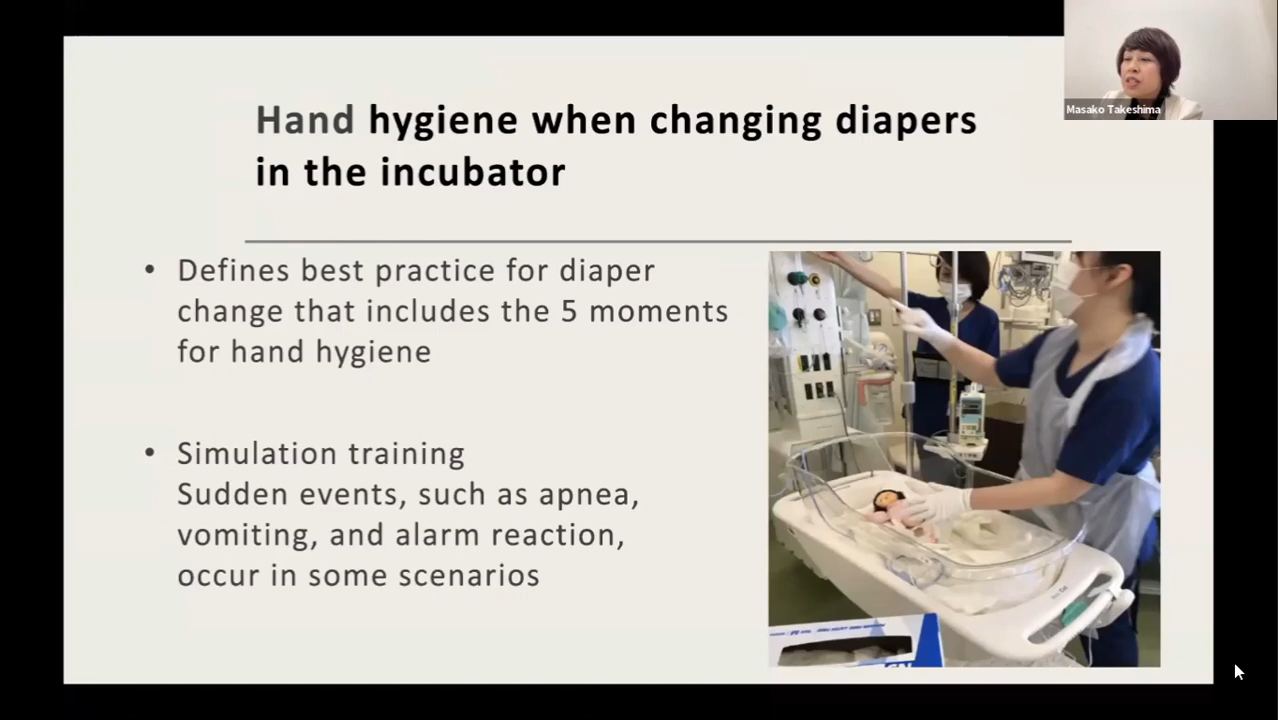 Masako Takeshima
Hand hygiene when changing diapers
in the incubator
• Defines best practice for diaper
change that includes the 5 moments
for hand hygiene
• Simulation training
Sudden events, such as apnea,
vomiting, and alarm reaction,
occur in some scenarios